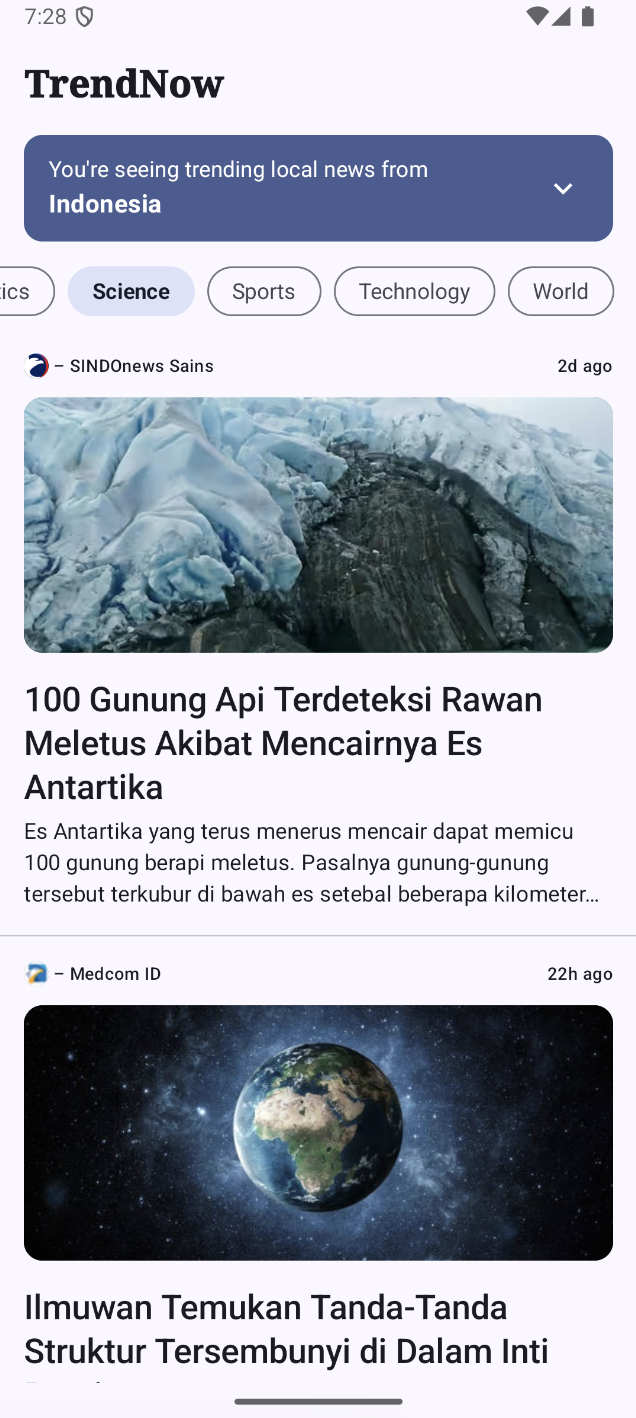 7:28
TrendNow
You're seeing trending local news from
Indonesia
tics
Science
Sports
Technology
World
– SINDOnews Sains
2d ago
100 Gunung Api Terdeteksi Rawan
Meletus Akibat Mencairnya Es
Antartika
Es Antartika yang terus menerus mencair dapat memicu
100 gunung berapi meletus. Pasalnya gunung-gunung
tersebut terkubur di bawah es setebal beberapa kilometer…
– Medcom ID
22h ago
Ilmuwan Temukan Tanda-Tanda
Struktur Tersembunyi di Dalam Inti